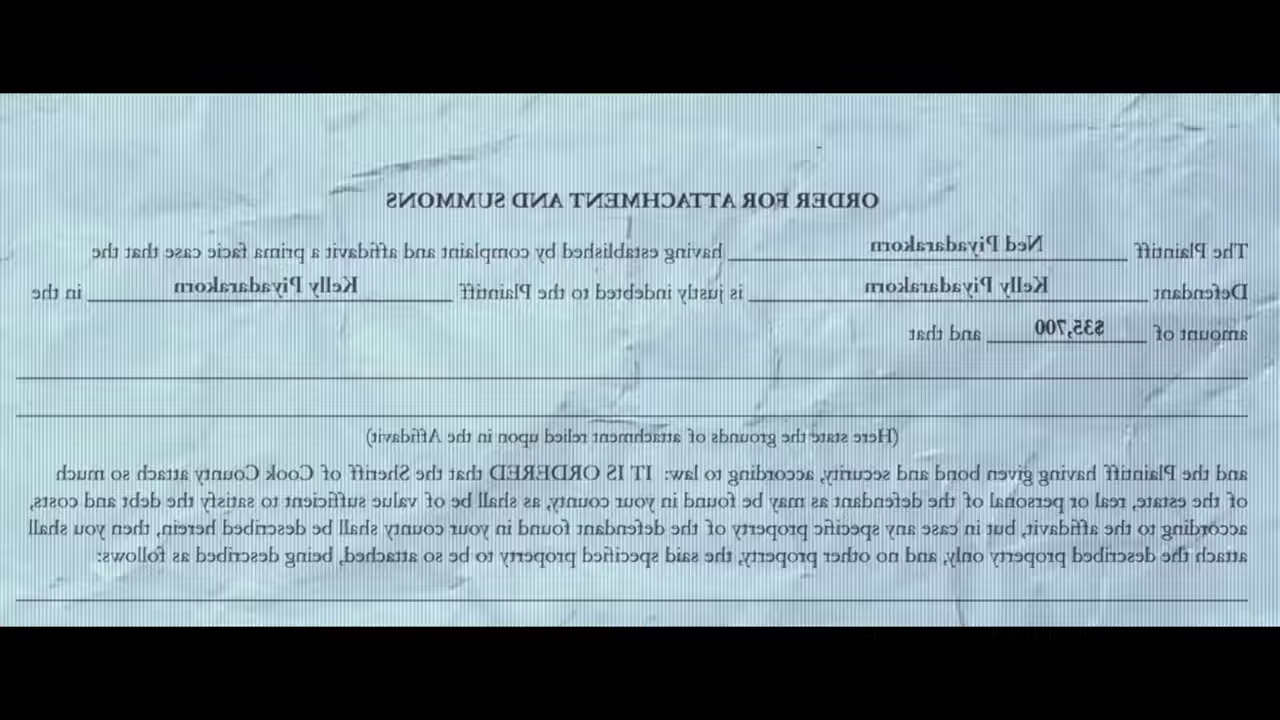 ORDER FOR ATTACHMENT AND SUMMONS
The Plaintiff Ned Piyadarakorn having established by complaint and affidavit a prima facie case that the
Defendant Kelly Piyadarakorn is justly indebted to the Plaintiff Kelly Piyadarakorn in the
amount of $35,700 and that
(Here state the grounds of attachment relied upon in the Affidavit)
and the Plaintiff having given bond and security, according to law: IT IS ORDERED that the Sheriff of Cook County attach so much
of the estate, real or personal of the defendant as may be found in your county, as shall be of value sufficient to satisfy the debt and costs,
according to the affidavit, but in case any specific property of the defendant found in your county shall be described herein, then you shall
attach the described property only, and no other property, the said specified property to be so attached, being described as follows: